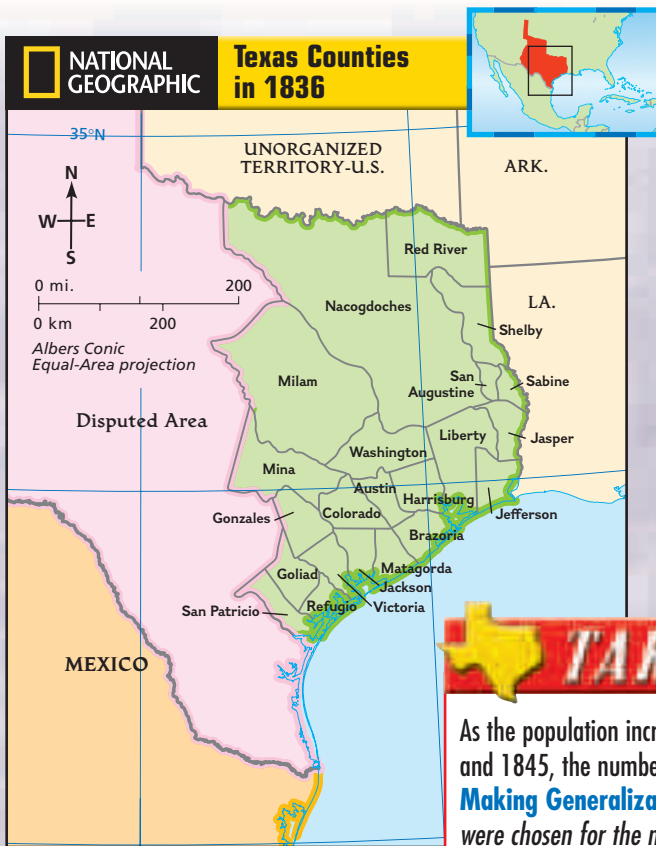 NATIONAL
GEOGRAPHIC
Texas Counties
in 1836
35°N
UNORGANIZED
TERRITORY-U.S.
ARK.
N
W E
S
Red River
0 mi. 200
0 km 200
Albers Conic
Equal-Area projection
Nacogdoches
LA.
Shelby
Milam
San
Augustine
Sabine
Disputed Area
Liberty
Jasper
Washington
Mina
Austin
Harrisburg
Gonzales
Colorado
Jefferson
Brazoria
Goliad
Matagorda
Jackson
San Patricio
Refugio
Victoria
MEXICO
As the population incr
and 1845, the numbe
Making Generaliza
were chosen for the n